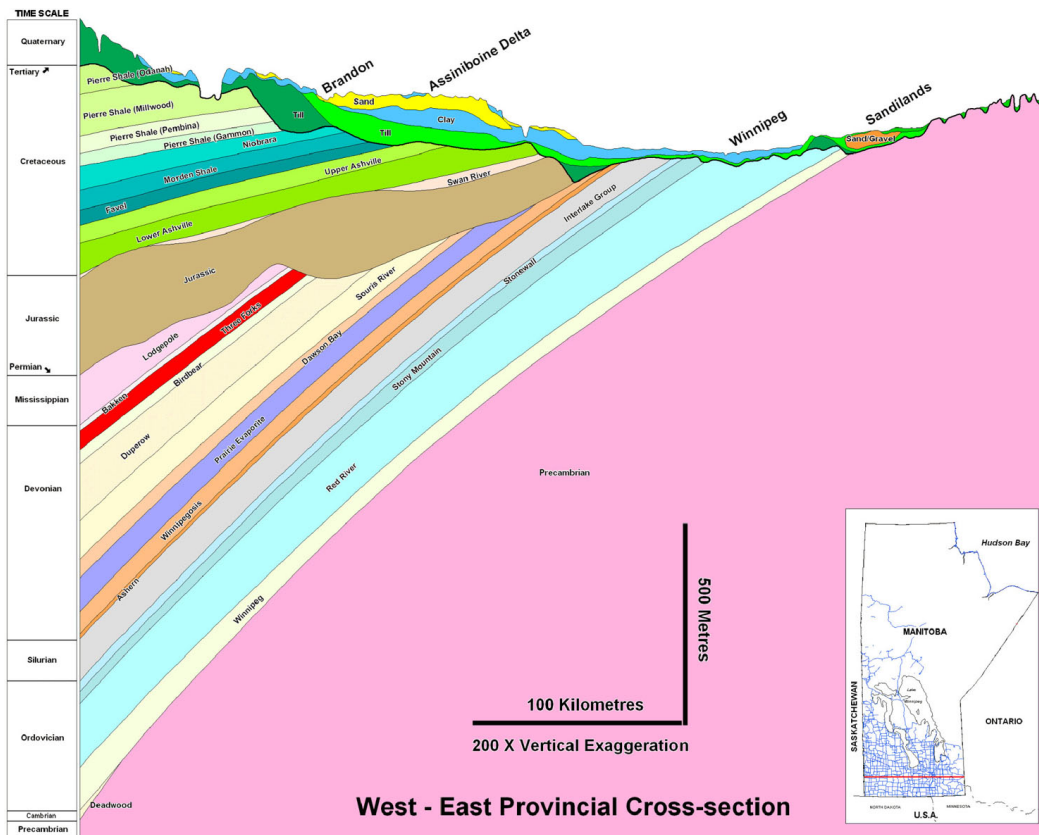 TIME SCALE
Quaternary
Tertiary
Cretaceous
Jurassic
Permian
Mississippian
Devonian
Silurian
Ordovician
Cambrian
Precambrian
Brandon
Assiniboine Delta
Winnipeg
Sandilands
Pierre Shale (Odanah)
Pierre Shale (Millwood)
Pierre Shale (Pembina)
Pierre Shale (Gammon)
Niobrara
Morden Shale
Favel
Upper Ashville
Lower Ashville
Swan River
Till
Till
Sand
Clay
Sand Gravel
Jurassic
Lodgepole
Bakken
Three Forks
Birdbear
Duperow
Souris River
Dawson Bay
Prairie Evaporite
Winnipegosis
Ashern
Interlake Group
Stonewall
Stony Mountain
Red River
Winnipeg
Deadwood
Precambrian
500 Metres
100 Kilometres
200 X Vertical Exaggeration
West - East Provincial Cross-section
Hudson Bay
MANITOBA
Lake
Winnipeg
SASKATCHEWAN
ONTARIO
NORTH DAKOTA
MINNESOTA
U.S.A.